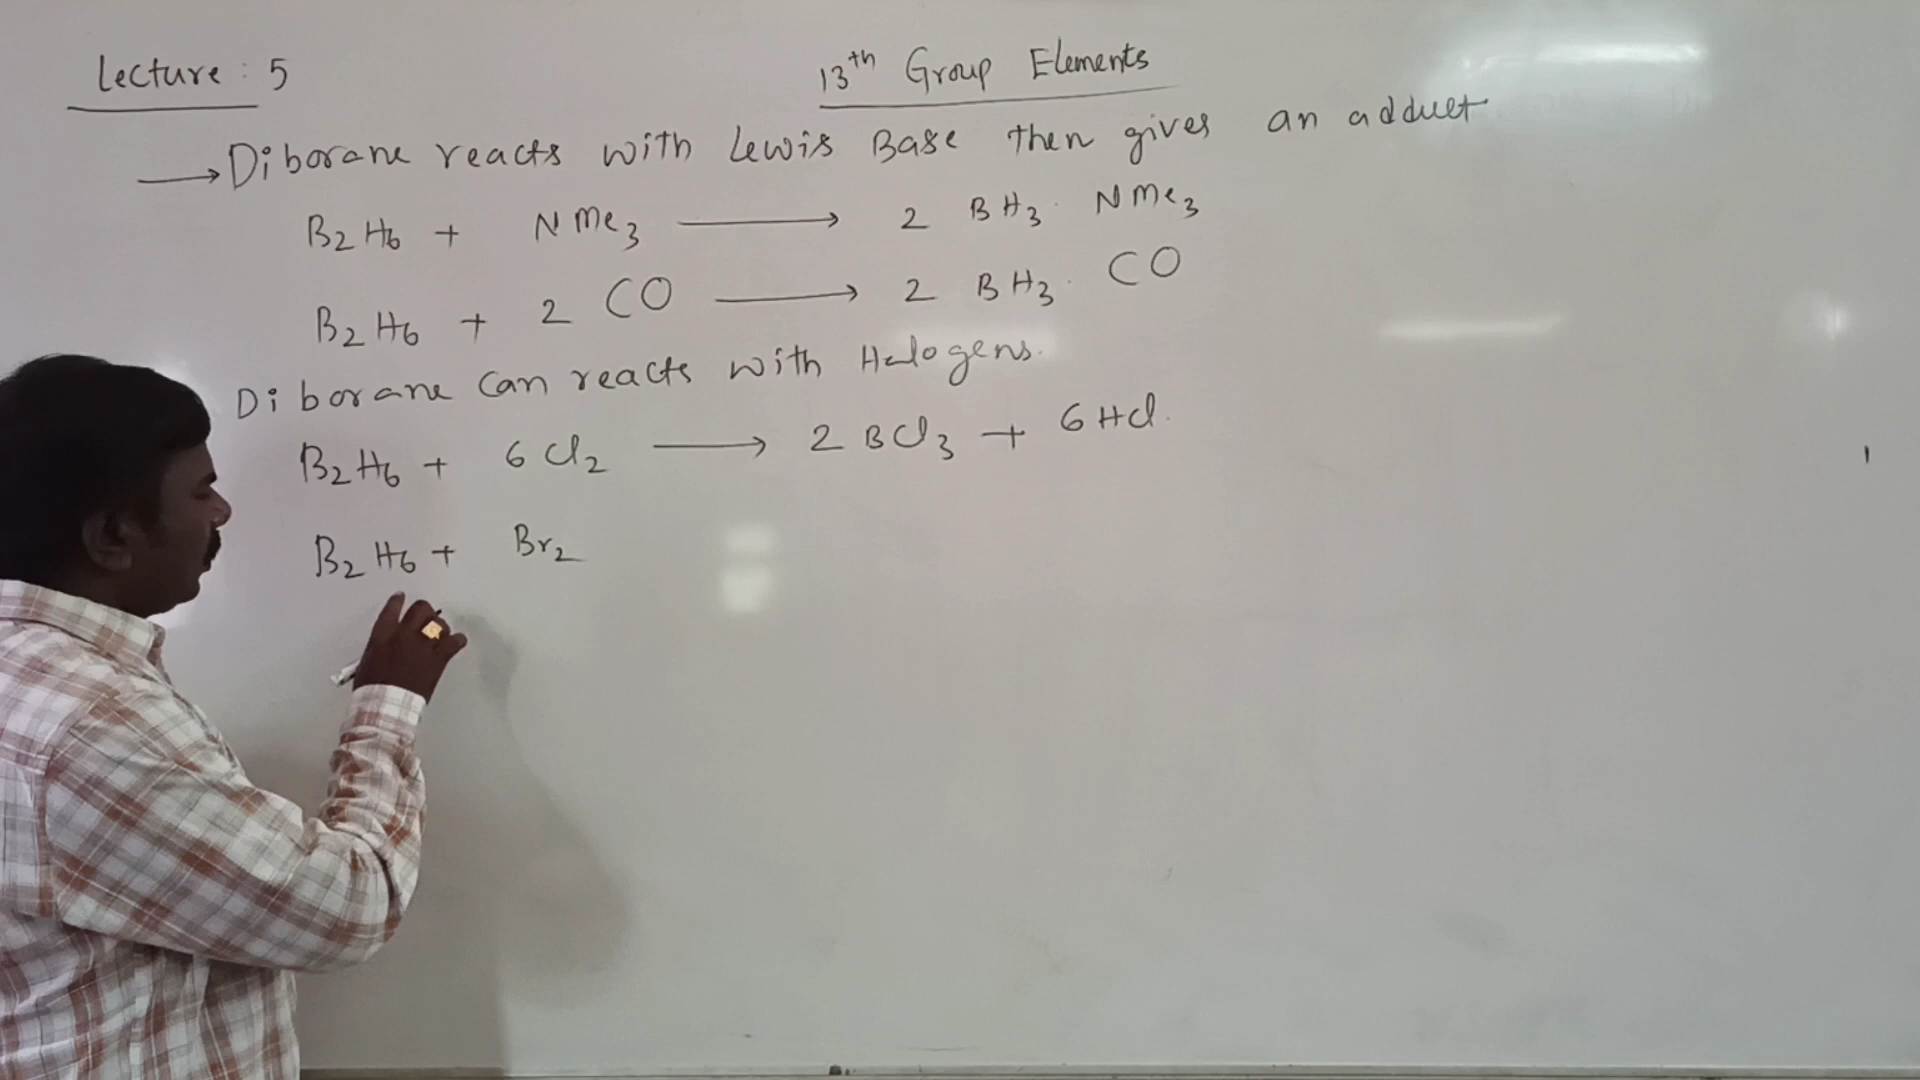 Lecture : 5
13th Group Elements
→ Diborane reacts with Lewis Base then gives an adduct
B2H6 + NMe3 → 2 BH3. NMe3
B2H6 + 2 CO → 2 BH3. CO
Diborane Can reacts with Halogens.
B2H6 + 6 Cl2 → 2 BCl3 + 6 HCl.
B2H6 + Br2